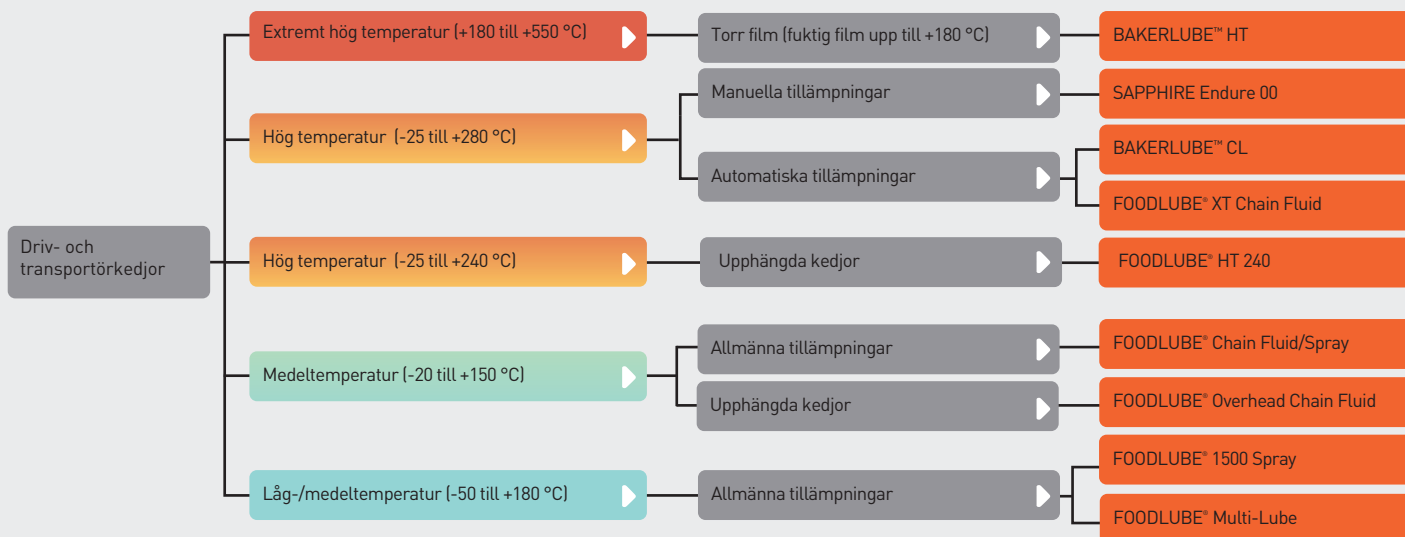 Driv- och
transportörkedjor
Extremt hög temperatur (+180 till +550 °C)
Torr film (fuktig film upp till +180 °C)
BAKERLUBE™ HT
Hög temperatur (-25 till +280 °C)
Manuella tillämpningar
SAPPHIRE Endure 00
Automatiska tillämpningar
BAKERLUBE™ CL
FOODLUBE® XT Chain Fluid
Hög temperatur (-25 till +240 °C)
Upphängda kedjor
FOODLUBE® HT 240
Medeltemperatur (-20 till +150 °C)
Allmänna tillämpningar
FOODLUBE® Chain Fluid/Spray
Upphängda kedjor
FOODLUBE® Overhead Chain Fluid
Låg-/medeltemperatur (-50 till +180 °C)
Allmänna tillämpningar
FOODLUBE® 1500 Spray
FOODLUBE® Multi-Lube